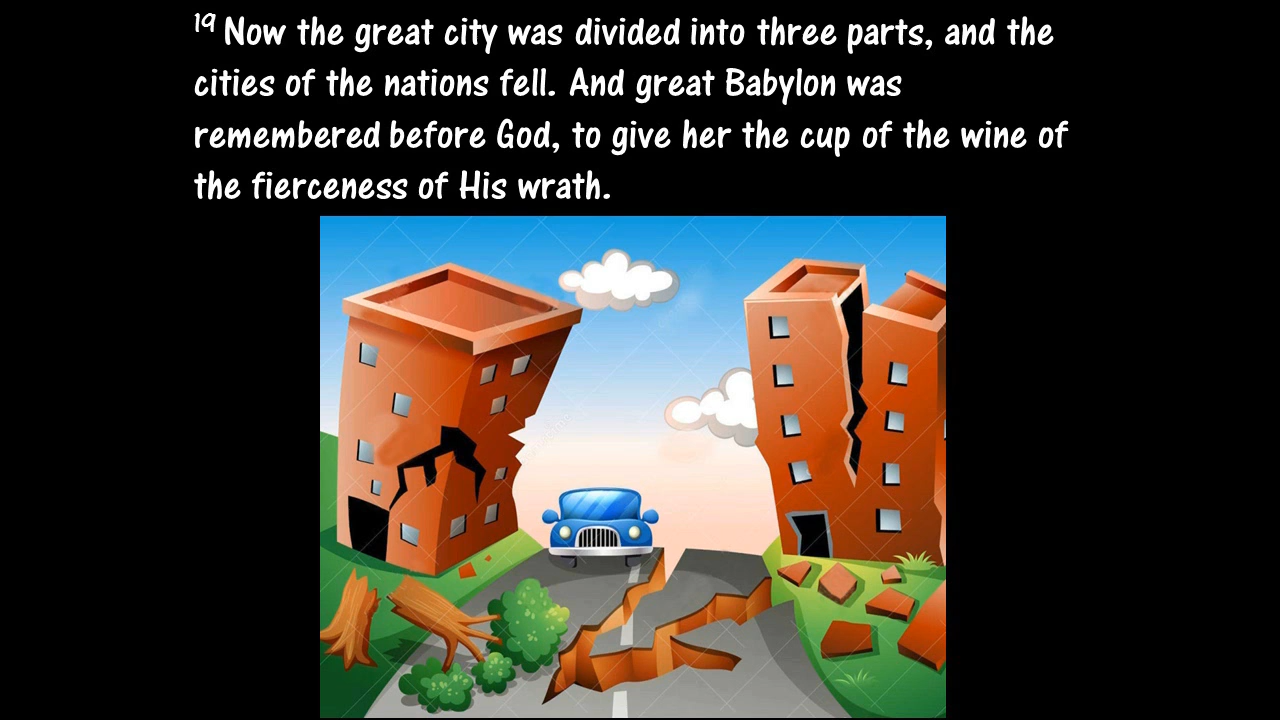 19 Now the great city was divided into three parts, and the
cities of the nations fell. And great Babylon was
remembered before God, to give her the cup of the wine of
the fierceness of His wrath.